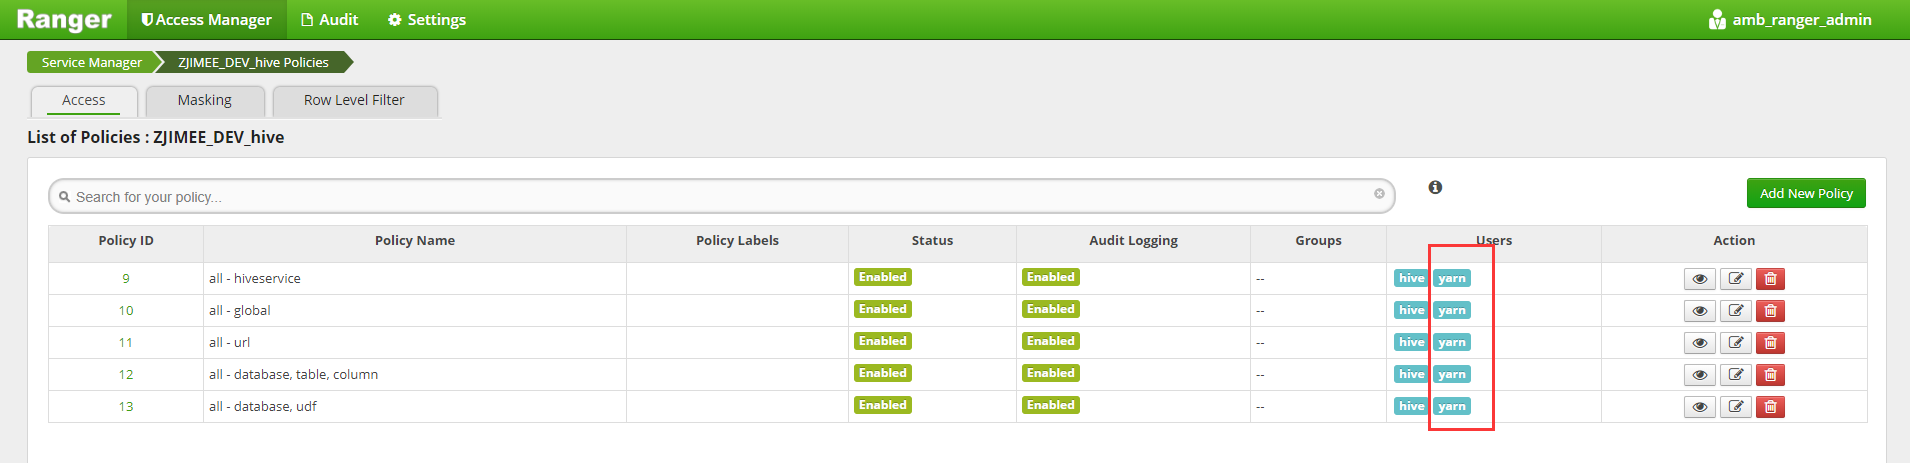 Ranger Access Manager Audit Settings amb_ranger_admin
Service Manager ZJIMEE_DEV_hive Policies
Access Masking Row Level Filter
List of Policies : ZJIMEE_DEV_hive
Search for your policy...
Add New Policy
Policy ID Policy Name Policy Labels Status Audit Logging Groups Users Action
9 all - hiveservice Enabled Enabled -- hive yarn
10 all - global Enabled Enabled -- hive yarn
11 all - url Enabled Enabled -- hive yarn
12 all - database, table, column Enabled Enabled -- hive yarn
13 all - database, udf Enabled Enabled -- hive yarn